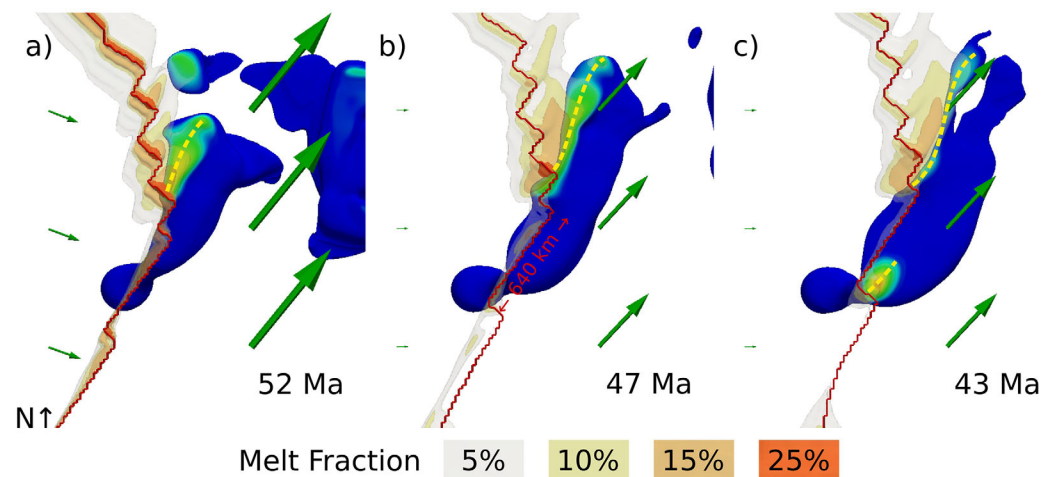 a)
b)
c)
← 640 km →
52 Ma
47 Ma
43 Ma
N↑
Melt Fraction 5% 10% 15% 25%